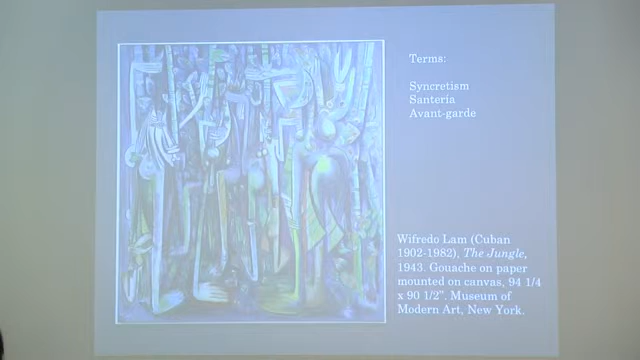 Terms:
Syncretism
Santeria
Avant-garde
Wifredo Lam (Cuban
1902-1982), The Jungle,
1943. Gouache on paper
mounted on canvas, 94 1/4
x 90 1/2”. Museum of
Modern Art, New York.